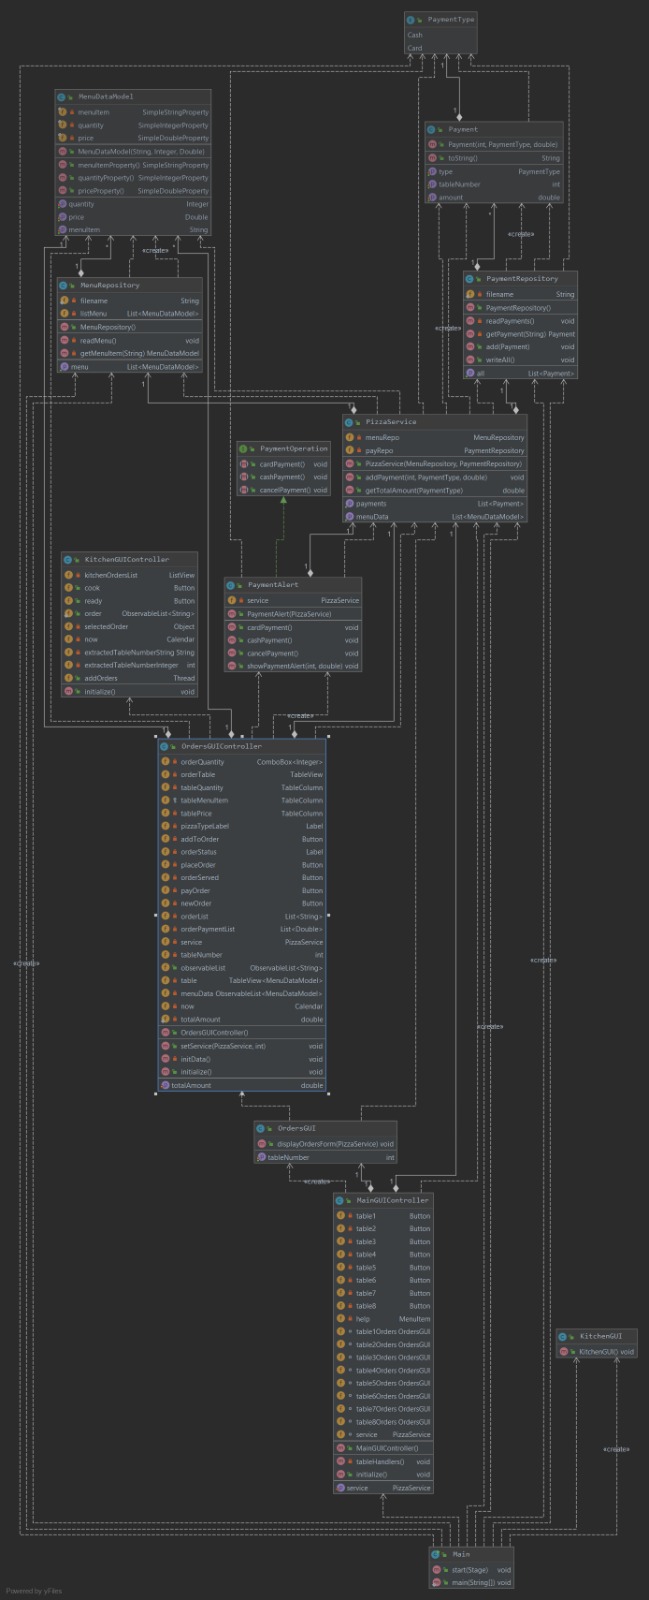 PaymentType
Cash
Card
MenuDataModel
menuItem SimpleStringProperty
quantity SimpleIntegerProperty
price SimpleDoubleProperty
MenuDataModel(String, Integer, Double)
menuItemProperty() SimpleStringProperty
quantityProperty() SimpleIntegerProperty
priceProperty() SimpleDoubleProperty
quantity Integer
price Double
menuItem String
Payment
Payment(int, PaymentType, double)
toString() String
type PaymentType
tableNumber int
amount double
«create»
«create»
MenuRepository
filename String
listMenu List<MenuDataModel>
MenuRepository()
readMenu() void
getMenuItem(String) MenuDataModel
menu List<MenuDataModel>
PaymentRepository
filename String
PaymentRepository()
readPayments() void
getPayment(String) Payment
add(Payment) void
writeAll() void
all List<Payment>
«create»
PizzaService
menuRepo MenuRepository
payRepo PaymentRepository
PizzaService(MenuRepository, PaymentRepository)
addPayment(int, PaymentType, double) void
getTotalAmount(PaymentType) double
payments List<Payment>
menuData List<MenuDataModel>
PaymentOperation
cardPayment() void
cashPayment() void
cancelPayment() void
KitchenGUIController
kitchenOrdersList ListView
cook Button
ready Button
order ObservableList<String>
selectedOrder Object
now Calendar
extractedTableNumberString String
extractedTableNumberInteger int
addOrders Thread
initialize() void
PaymentAlert
service PizzaService
PaymentAlert(PizzaService)
cardPayment() void
cashPayment() void
cancelPayment() void
showPaymentAlert(int, double) void
«create»
OrdersGUIController
orderQuantity ComboBox<Integer>
orderTable TableView
tableQuantity TableColumn
tableMenuItem TableColumn
tablePrice TableColumn
pizzaTypeLabel Label
addToOrder Button
orderStatus Label
placeOrder Button
orderServed Button
payOrder Button
newOrder Button
orderList List<String>
orderPaymentList List<Double>
service PizzaService
tableNumber int
observableList ObservableList<String>
table TableView<MenuDataModel>
menuData ObservableList<MenuDataModel>
now Calendar
totalAmount double
OrdersGUIController()
setService(PizzaService, int) void
initData() void
initialize() void
totalAmount double
«create»
«create»
«create»
OrdersGUI
displayOrdersForm(PizzaService) void
tableNumber int
«create»
MainGUIController
table1 Button
table2 Button
table3 Button
table4 Button
table5 Button
table6 Button
table7 Button
table8 Button
help MenuItem
table1Orders OrdersGUI
table2Orders OrdersGUI
table3Orders OrdersGUI
table4Orders OrdersGUI
table5Orders OrdersGUI
table6Orders OrdersGUI
table7Orders OrdersGUI
table8Orders OrdersGUI
service PizzaService
MainGUIController()
tableHandlers() void
initialize() void
service PizzaService
KitchenGUI
KitchenGUI() void
«create»
Main
start(Stage) void
main(String[]) void
Powered by yFiles